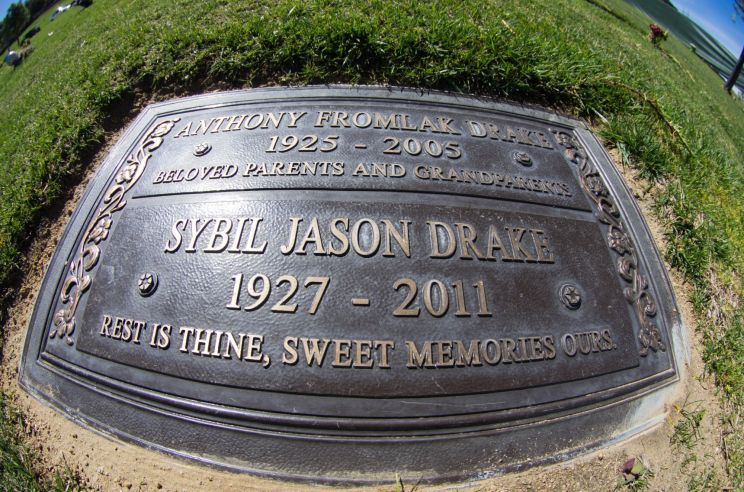 ANTHONY FROMLAK DRAKE
1925 - 2005
BELOVED PARENTS AND GRANDPARENTS
SYBIL JASON DRAKE
1927 - 2011
REST IS THINE, SWEET MEMORIES OURS.